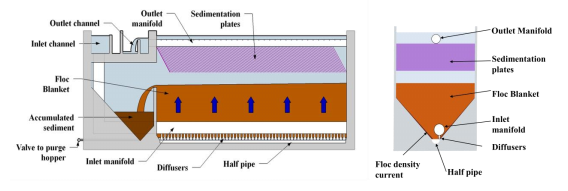 Outlet channel
Outlet
manifold
Inlet channel
Sedimentation
plates
Floc
Blanket
Accumulated
sediment
Valve to purge
hopper
Inlet manifold
Diffusers
Half pipe
Outlet Manifold
Sedimentation
plates
Floc Blanket
Inlet
manifold
Diffusers
Floc density
current
Half pipe